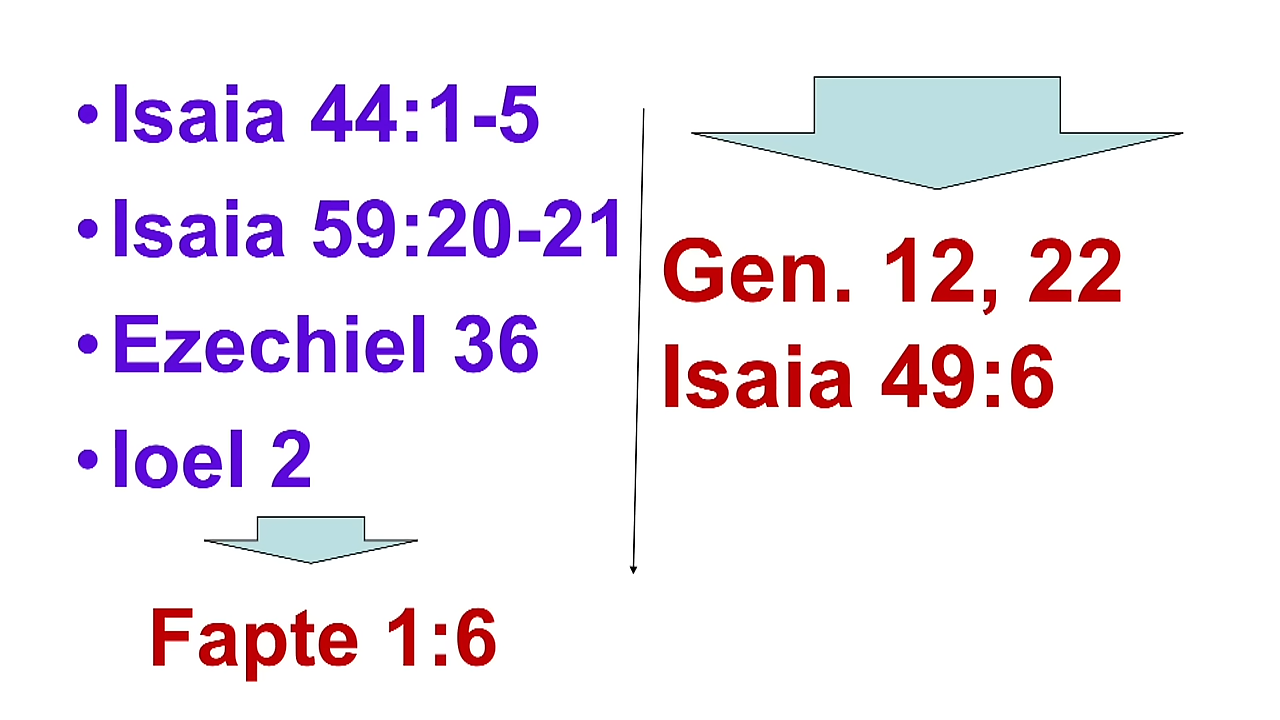 • Isaia 44:1-5
• Isaia 59:20-21
• Ezechiel 36
• Ioel 2
Fapte 1:6
Gen. 12, 22
Isaia 49:6